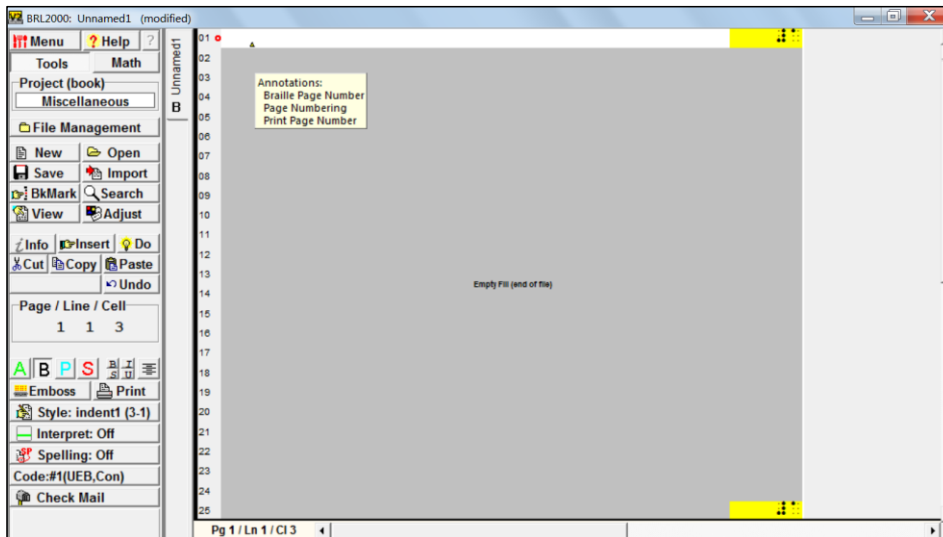 BRL2000: Unnamed1 (modified)
Menu ? Help ?
Tools Math
Project (book)
Miscellaneous
File Management
New Open
Save Import
BkMark Search
View Adjust
Info Insert Do
Cut Copy Paste
Undo
Page / Line / Cell
1 1 3
A B P S B I S U
Emboss Print
Style: indent1 (3-1)
Interpret: Off
Spelling: Off
Code:#1(UEB,Con)
Check Mail
Unnamed1
B
01
02
03
04
05
06
07
08
09
10
11
12
13
14
15
16
17
18
19
20
21
22
23
24
25
Annotations:
Braille Page Number
Page Numbering
Print Page Number
Empty Fill (end of file)
Pg 1 / Ln 1 / Cl 3